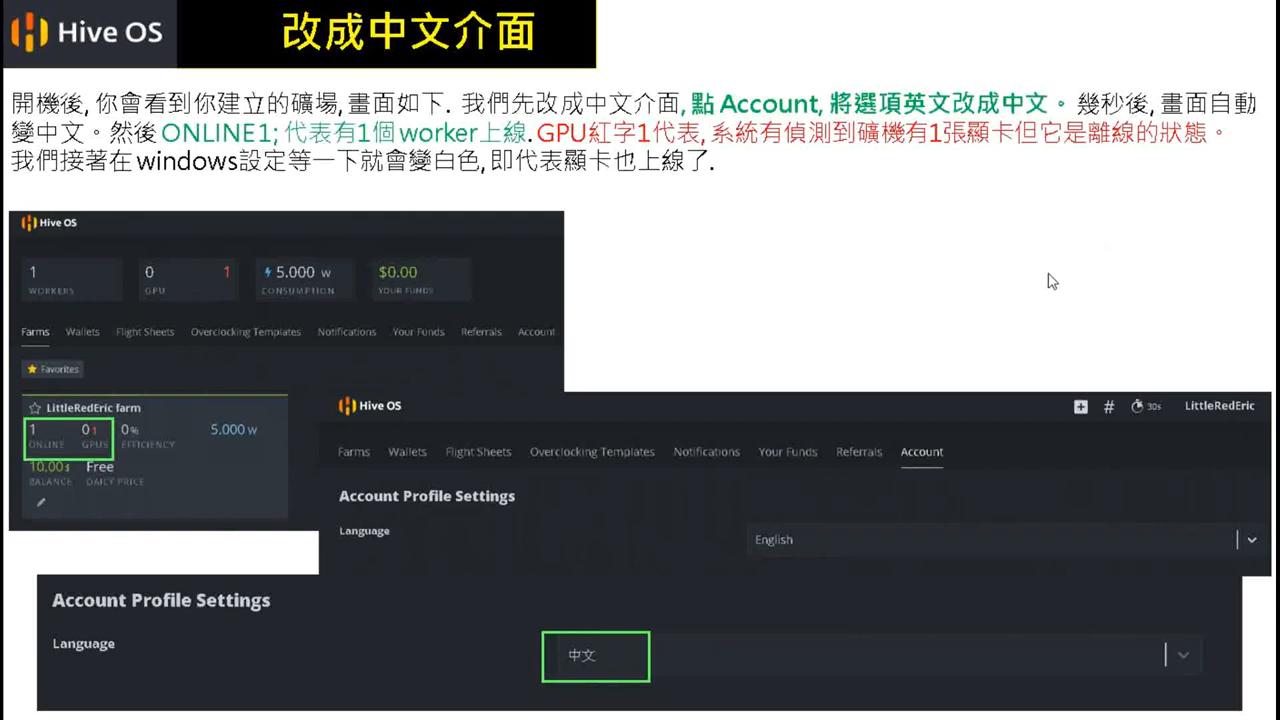 Hive OS
改成中文介面
開機後, 你會看到你建立的礦場, 畫面如下. 我們先改成中文介面, 點 Account, 將選項英文改成中文。幾秒後, 畫面自動
變中文。然後 ONLINE1; 代表有1個 worker上線. GPU紅字1代表, 系統有偵測到礦機有1張顯卡但它是離線的狀態。
我們接著在 windows設定等一下就會變白色, 即代表顯卡也上線了.
Hive OS
1 0 1 5.000 W $0.00
WORKERS GPU CONSUMPTION YOUR FUNDS
Farms Wallets Flight Sheets Overclocking Templates Notifications Your Funds Referrals Account
Favorites
LittleRedEric farm
1 0 1 0% 5.000 W
ONLINE GPUS EFFICIENCY
10.00$ Free
BALANCE DAILY PRICE
Hive OS # 30s LittleRedEric
Farms Wallets Flight Sheets Overclocking Templates Notifications Your Funds Referrals Account
Account Profile Settings
Language
English
Account Profile Settings
Language
中文